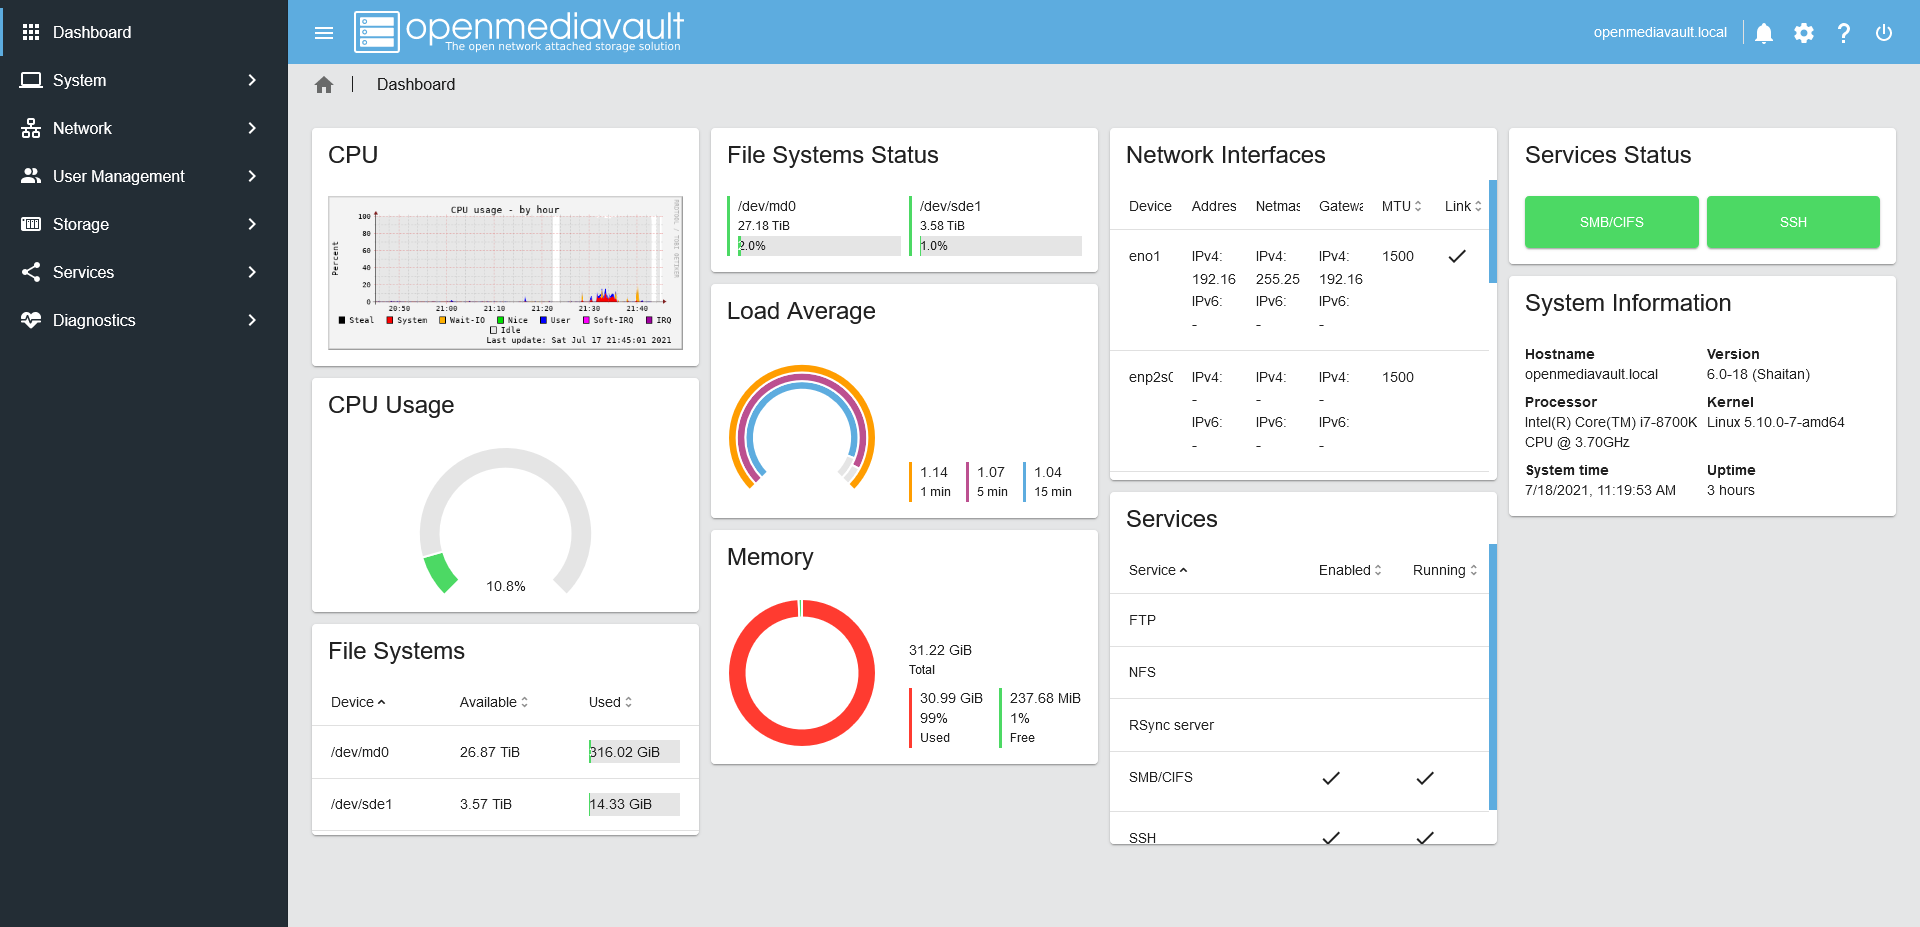 Dashboard
System
Network
User Management
Storage
Services
Diagnostics
openmediavault
The open network attached storage solution
openmediavault.local
Dashboard
CPU
CPU usage - by hour
Percent
100
80
60
40
20
0
20:50 21:00 21:10 21:20 21:30 21:40
Steal System Wait-IO Nice User Soft-IRQ IRQ
Idle
Last update: Sat Jul 17 21:45:01 2021
RRDTOOL / TOBI OETIKER
CPU Usage
10.8%
File Systems
Device Available Used
/dev/md0 26.87 TiB 316.02 GiB
/dev/sde1 3.57 TiB 14.33 GiB
File Systems Status
/dev/md0 /dev/sde1
27.18 TiB 3.58 TiB
2.0% 1.0%
Load Average
1.14 1.07 1.04
1 min 5 min 15 min
Memory
31.22 GiB
Total
30.99 GiB 237.68 MiB
99% 1%
Used Free
Network Interfaces
Device Addres Netmas Gatewa MTU Link
eno1 IPv4: IPv4: IPv4: 1500
192.16 255.25 192.16
IPv6: IPv6: IPv6:
- - -
enp2s0 IPv4: IPv4: IPv4: 1500
- - -
IPv6: IPv6: IPv6:
- - -
Services
Service Enabled Running
FTP
NFS
RSync server
SMB/CIFS
SSH
Services Status
SMB/CIFS SSH
System Information
Hostname Version
openmediavault.local 6.0-18 (Shaitan)
Processor Kernel
Intel(R) Core(TM) i7-8700K Linux 5.10.0-7-amd64
CPU @ 3.70GHz
System time Uptime
7/18/2021, 11:19:53 AM 3 hours